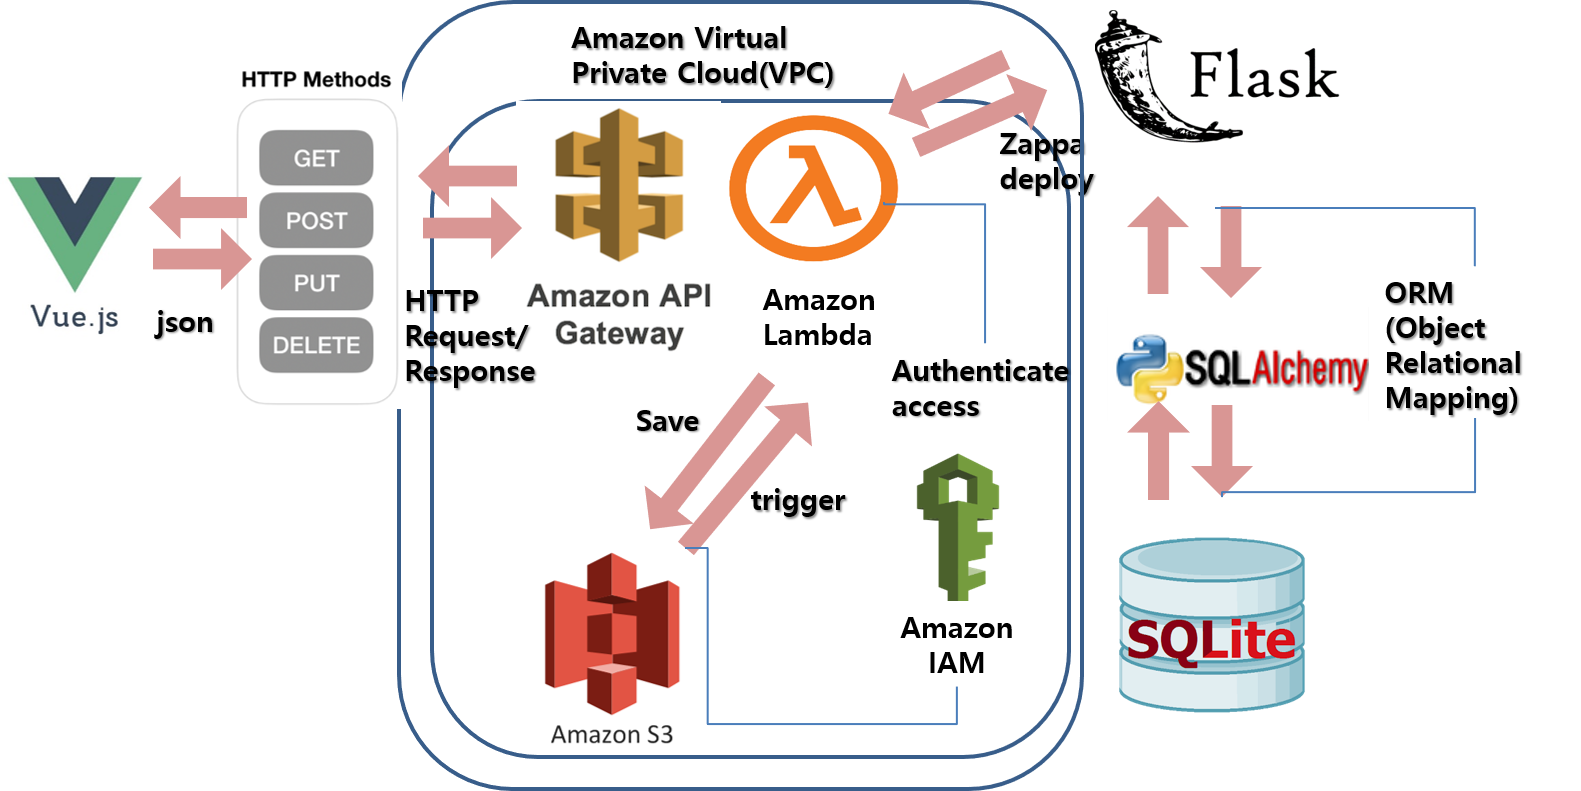 Amazon Virtual
Private Cloud(VPC)
HTTP Methods
GET
POST
PUT
DELETE
Vue.js
json
HTTP
Request/
Response
Amazon API
Gateway
Amazon
Lambda
Zappa
deploy
Flask
Authenticate
access
Save
trigger
Amazon S3
Amazon
IAM
SQLAlchemy
ORM
(Object
Relational
Mapping)
SQLite